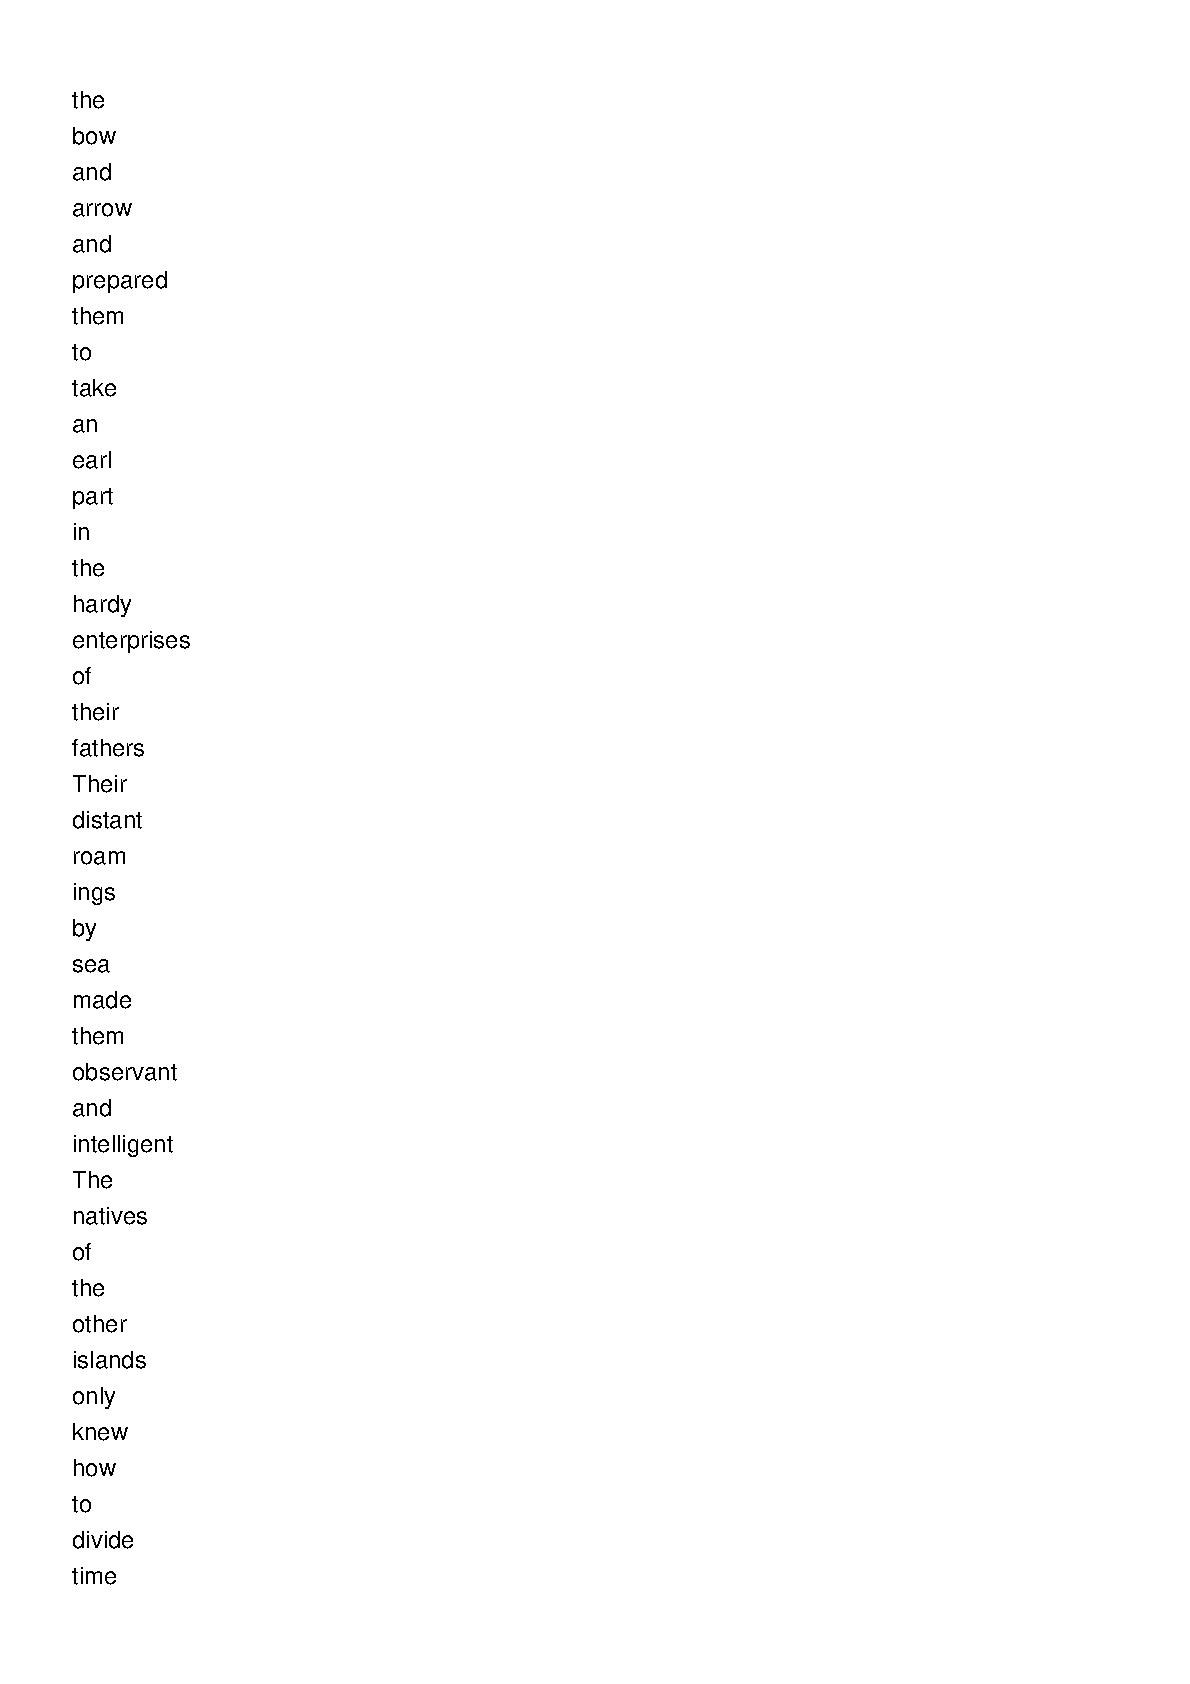 the
bow
and
arrow
and
prepared
them
to
take
an
earl
part
in
the
hardy
enterprises
of
their
fathers
Their
distant
roam
ings
by
sea
made
them
observant
and
intelligent
The
natives
of
the
other
islands
only
knew
how
to
divide
time